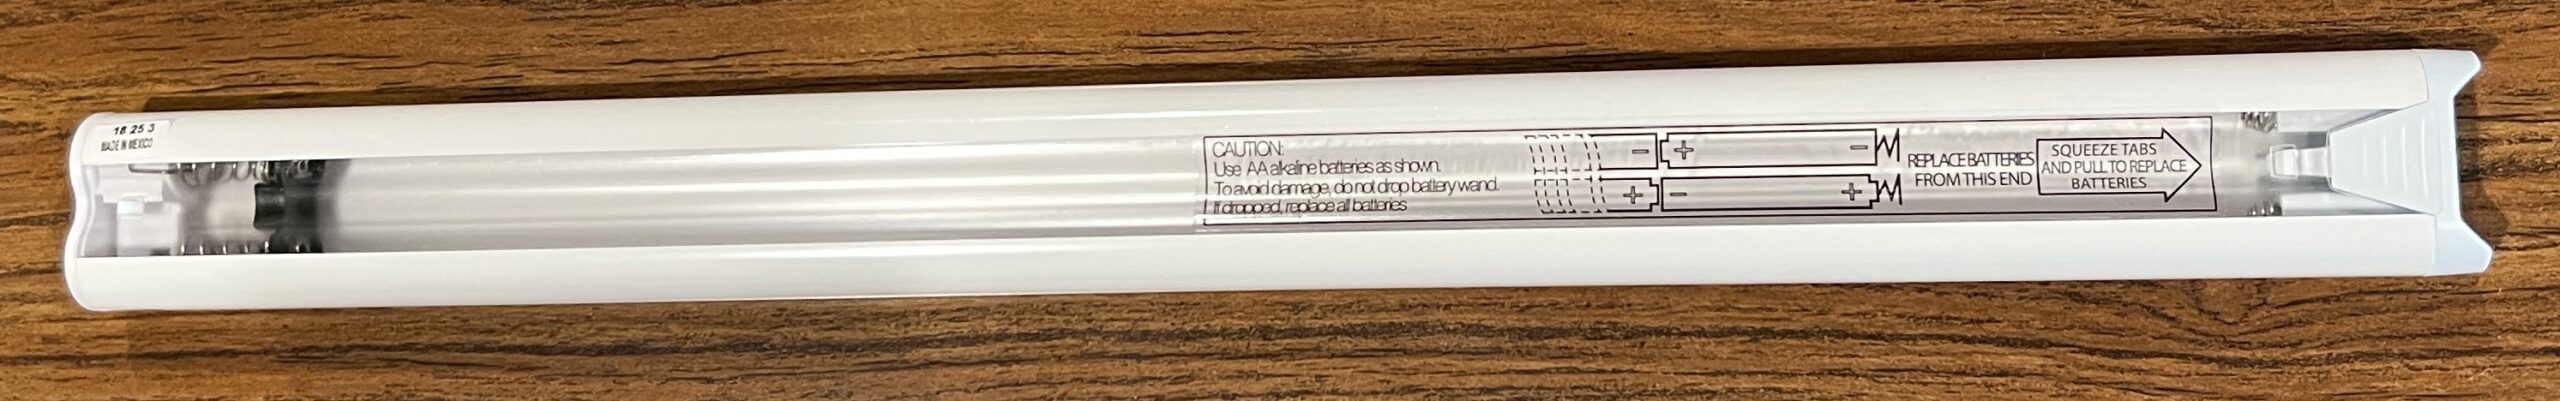 18 25 3
MADE IN MEXICO
CAUTION:
Use AA alkaline batteries as shown.
To avoid damage, do not drop battery wand.
If dropped, replace all batteries
- + -
+ - +
REPLACE BATTERIES
FROM THIS END
SQUEEZE TABS
AND PULL TO REPLACE
BATTERIES